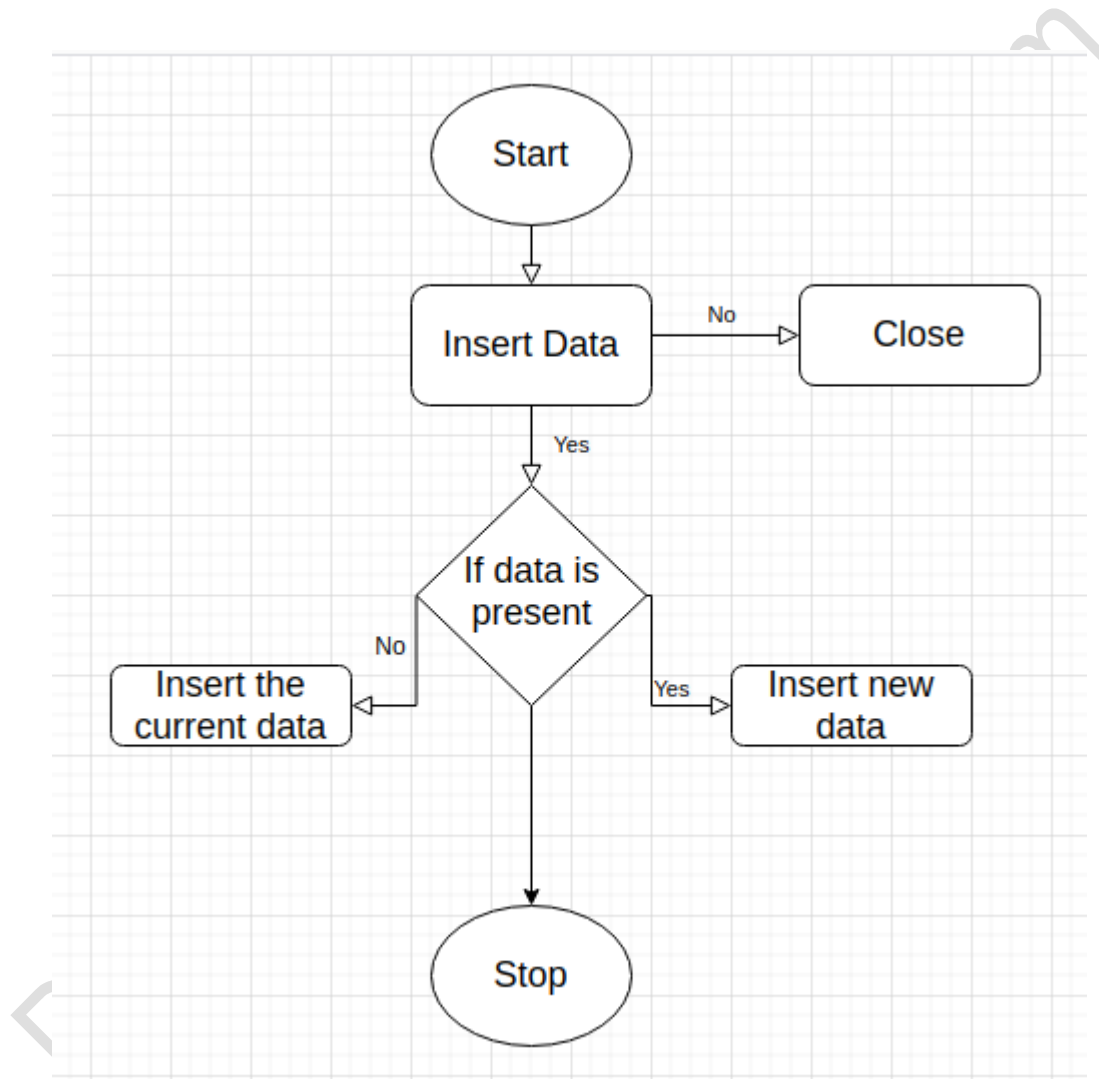 Start
Insert Data
No
Close
Yes
If data is
present
No
Insert the
current data
Yes
Insert new
data
Stop